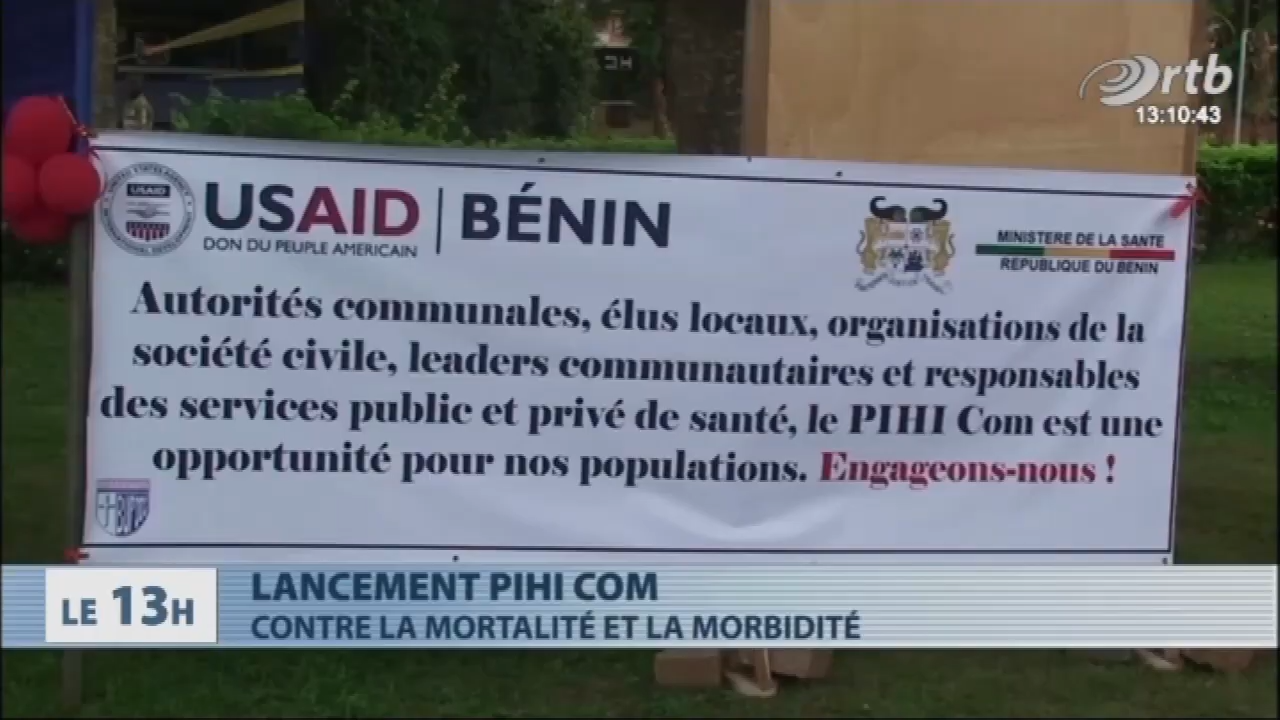 ortb
13:10:43
USAID
USAID | BÉNIN
DON DU PEUPLE AMERICAIN
MINISTERE DE LA SANTE
REPUBLIQUE DU BENIN
Autorités communales, élus locaux, organisations de la
société civile, leaders communautaires et responsables
des services public et privé de santé, le PIHI Com est une
opportunité pour nos populations. Engageons-nous !
LE 13H
LANCEMENT PIHI COM
CONTRE LA MORTALITÉ ET LA MORBIDITÉ